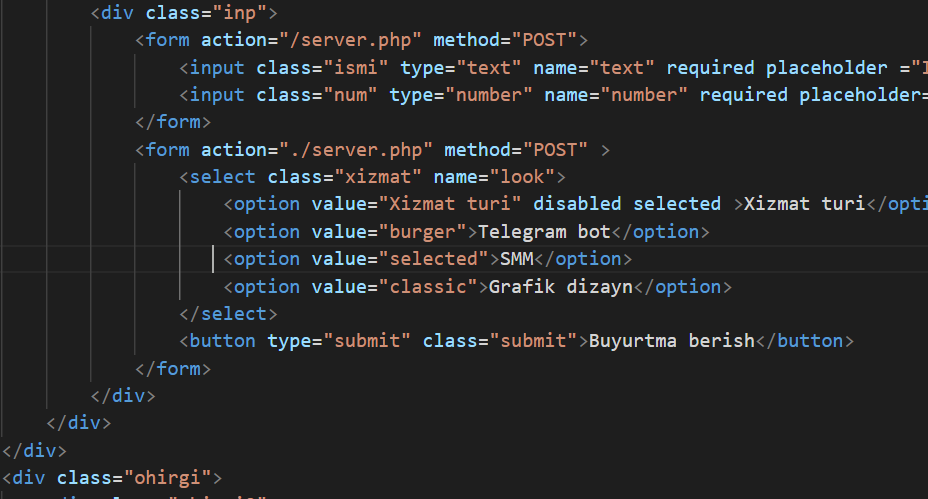 <div class="inp">
<form action="/server.php" method="POST">
<input class="ismi" type="text" name="text" required placeholder ="I
<input class="num" type="number" name="number" required placeholder=
</form>
<form action="./server.php" method="POST" >
<select class="xizmat" name="look">
<option value="Xizmat turi" disabled selected >Xizmat turi</opti
<option value="burger">Telegram bot</option>
<option value="selected">SMM</option>
<option value="classic">Grafik dizayn</option>
</select>
<button type="submit" class="submit">Buyurtma berish</button>
</form>
</div>
</div>
</div>
<div class="ohirgi">